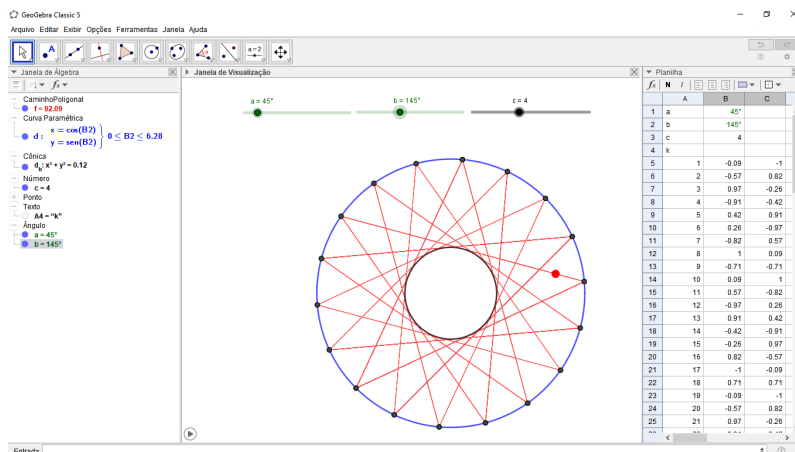 GeoGebra Classic 5
Arquivo Editar Exibir Opções Ferramentas Janela Ajuda
A
a=2
Janela de Álgebra
Janela de Visualização
Planilha
fx
fx N I
CaminhoPoligonal
f = 92.09
Curva Paramétrica
d : x = cos(B2) y = sen(B2) } 0 ≤ B2 ≤ 6.28
Cônica
d_b: x² + y² = 0.12
Número
c = 4
Ponto
Texto
A4 = “k”
Ângulo
a = 45°
b = 145°
a = 45°
b = 145°
c = 4
A B C
1 a 45°
2 b 145°
3 c 4
4 k
5 1 -0.09 -1
6 2 -0.57 0.82
7 3 0.97 -0.26
8 4 -0.91 -0.42
9 5 0.42 0.91
10 6 0.26 -0.97
11 7 -0.82 0.57
12 8 1 0.09
13 9 -0.71 -0.71
14 10 0.09 1
15 11 0.57 -0.82
16 12 -0.97 0.26
17 13 0.91 0.42
18 14 -0.42 -0.91
19 15 -0.26 0.97
20 16 0.82 -0.57
21 17 -1 -0.09
22 18 0.71 0.71
23 19 -0.09 -1
24 20 -0.57 0.82
25 21 0.97 -0.26
Entrada: